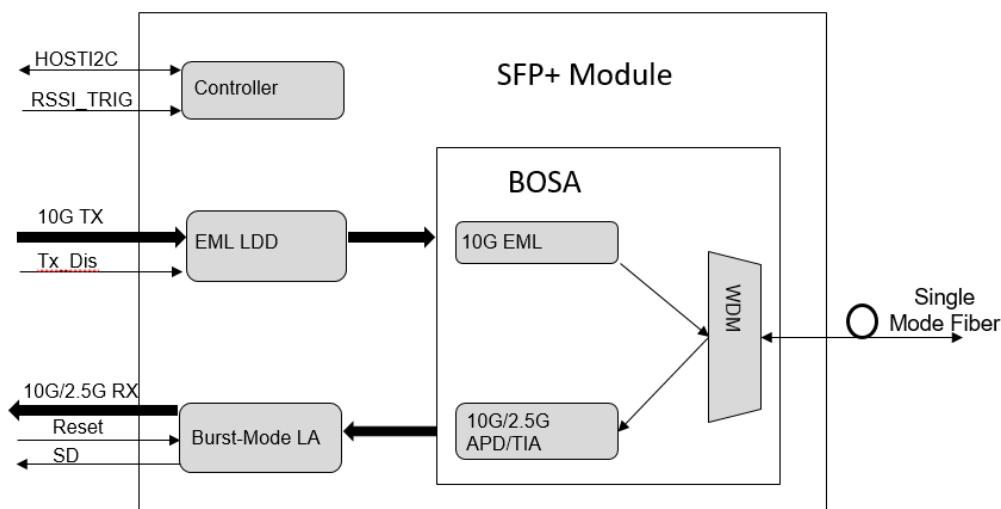 HOSTI2C
RSSI_TRIG
Controller
SFP+ Module
BOSA
10G TX
Tx_Dis
EML LDD
10G EML
WDM
Single
Mode Fiber
10G/2.5G RX
Reset
SD
Burst-Mode LA
10G/2.5G
APD/TIA